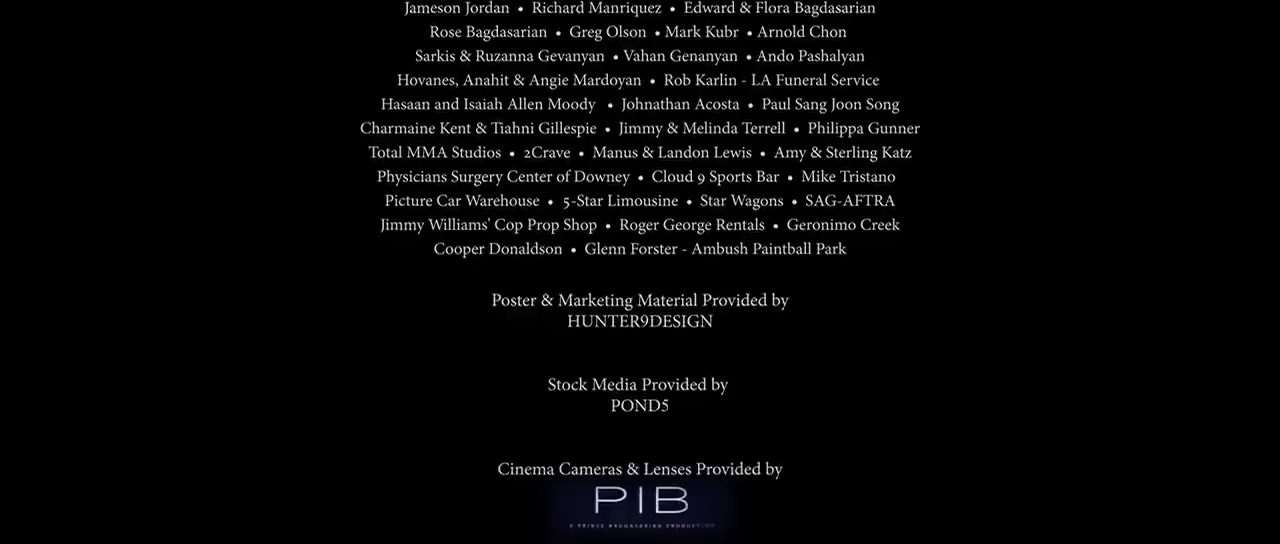 Jameson Jordan • Richard Manriquez • Edward & Flora Bagdasarian
Rose Bagdasarian • Greg Olson • Mark Kubr • Arnold Chon
Sarkis & Ruzanna Gevanyan • Vahan Genanyan • Ando Pashalyan
Hovanes, Anahit & Angie Mardoyan • Rob Karlin - LA Funeral Service
Hasaan and Isaiah Allen Moody • Johnathan Acosta • Paul Sang Joon Song
Charmaine Kent & Tiahni Gillespie • Jimmy & Melinda Terrell • Philippa Gunner
Total MMA Studios • 2Crave • Manus & Landon Lewis • Amy & Sterling Katz
Physicians Surgery Center of Downey • Cloud 9 Sports Bar • Mike Tristano
Picture Car Warehouse • 5-Star Limousine • Star Wagons • SAG-AFTRA
Jimmy Williams' Cop Prop Shop • Roger George Rentals • Geronimo Creek
Cooper Donaldson • Glenn Forster - Ambush Paintball Park
Poster & Marketing Material Provided by
HUNTER9DESIGN
Stock Media Provided by
POND5
Cinema Cameras & Lenses Provided by
PIB
A PRINCE BAGDASARIAN PRODUCTION